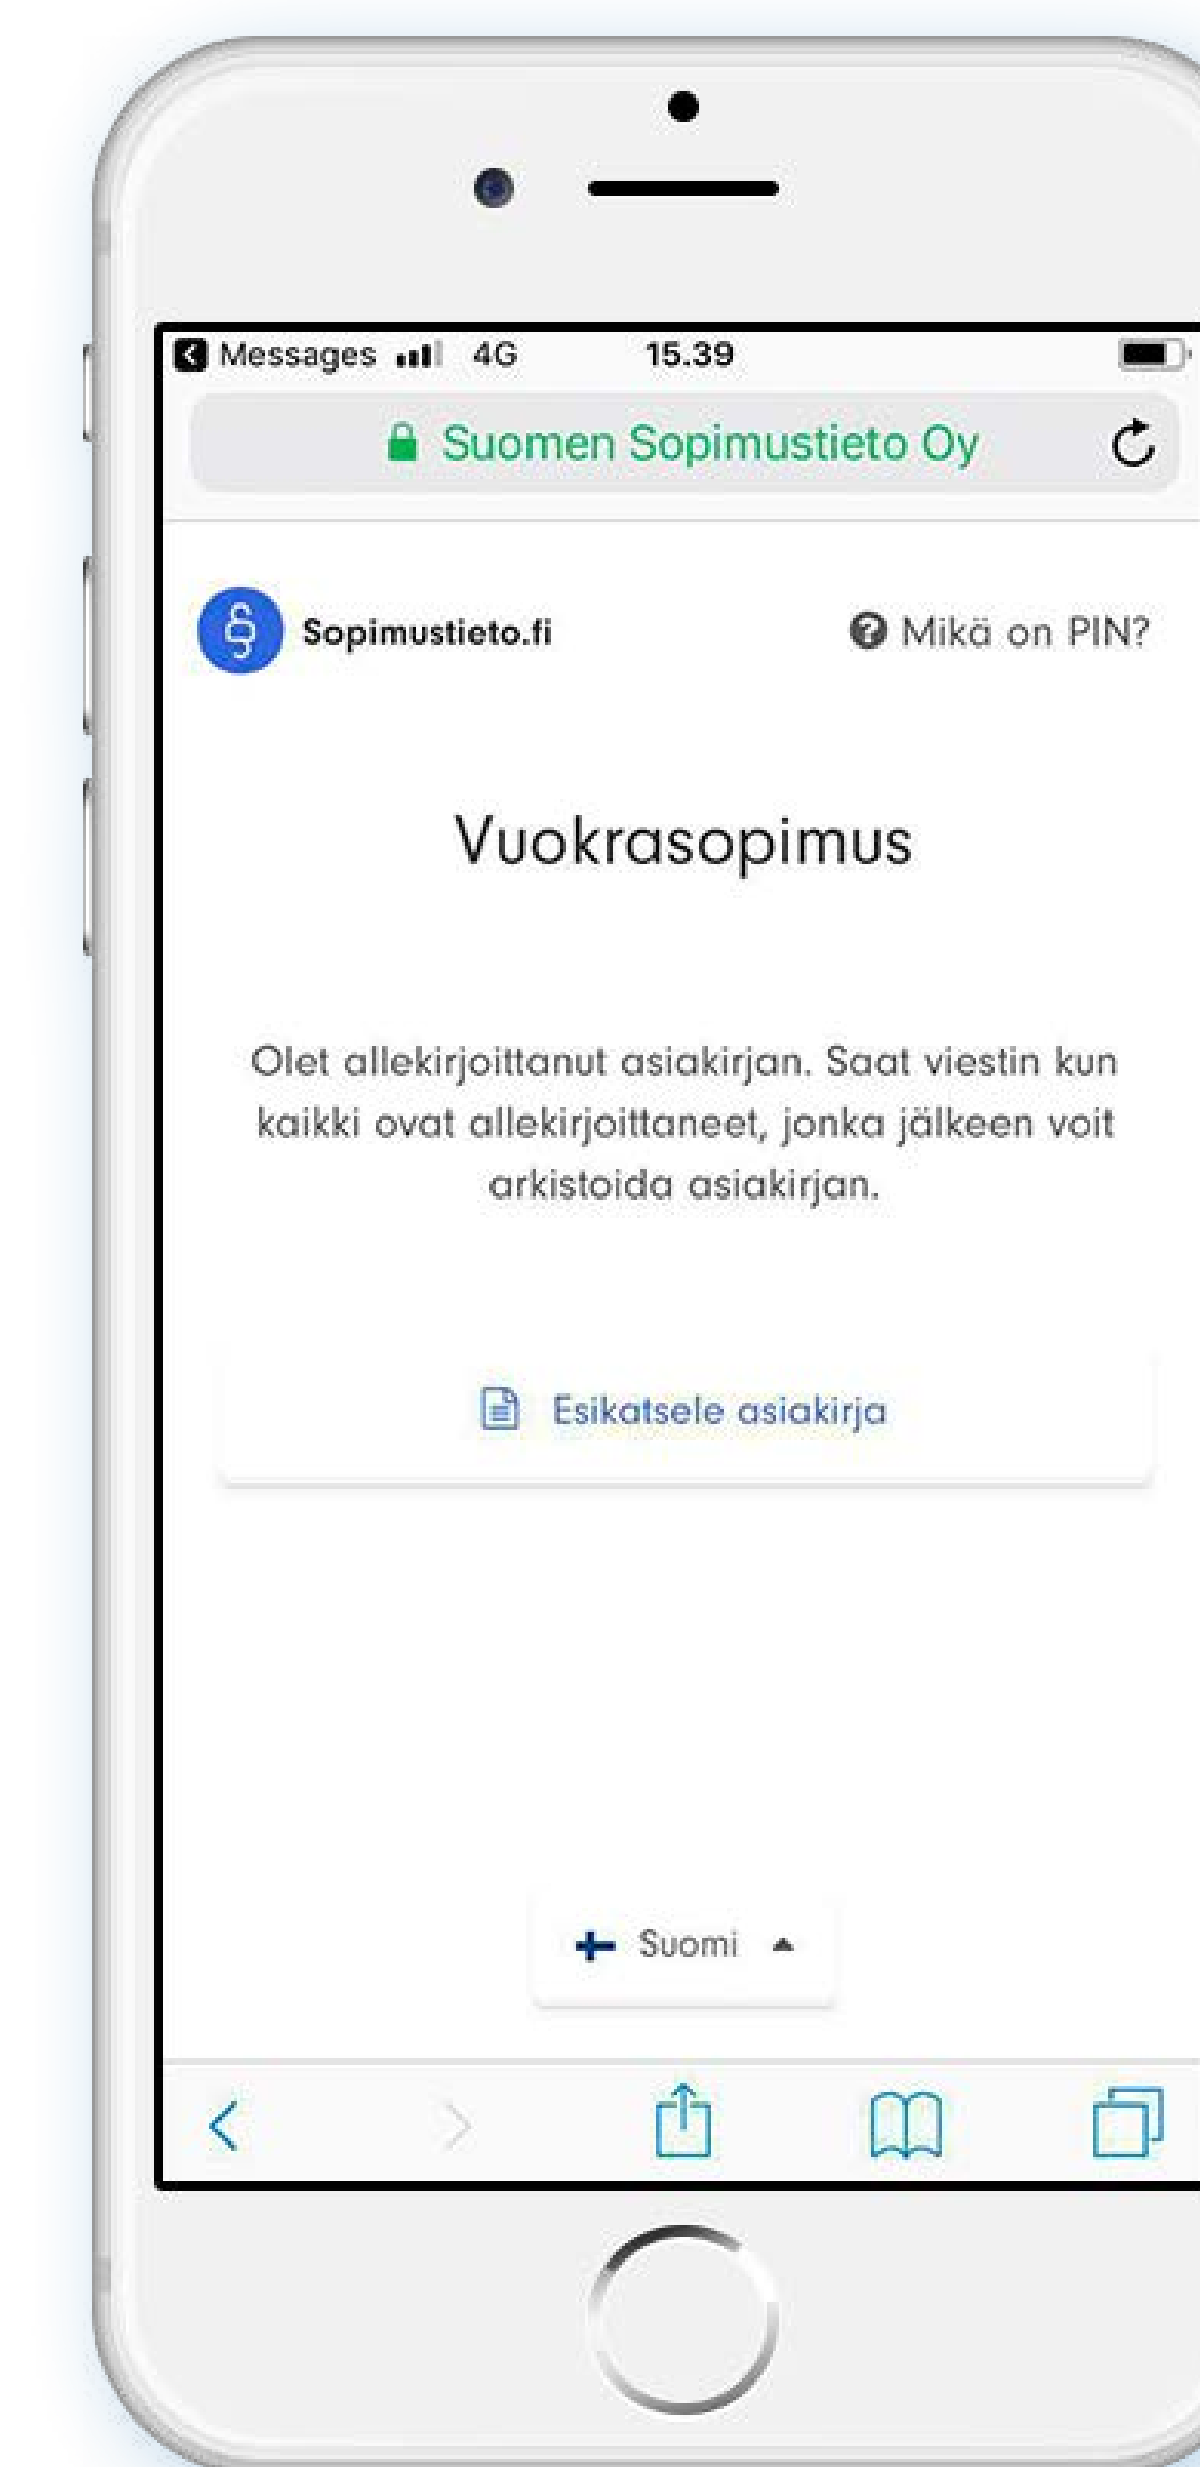 Messages 4G 15.39
Suomen Sopimustieto Oy
Sopimustieto.fi
Mikä on PIN?
Vuokrasopimus
Olet allekirjoittanut asiakirjan. Saat viestin kun
kaikki ovat allekirjoittaneet, jonka jälkeen voit
arkistoida asiakirjan.
Esikatsele asiakirja
Suomi